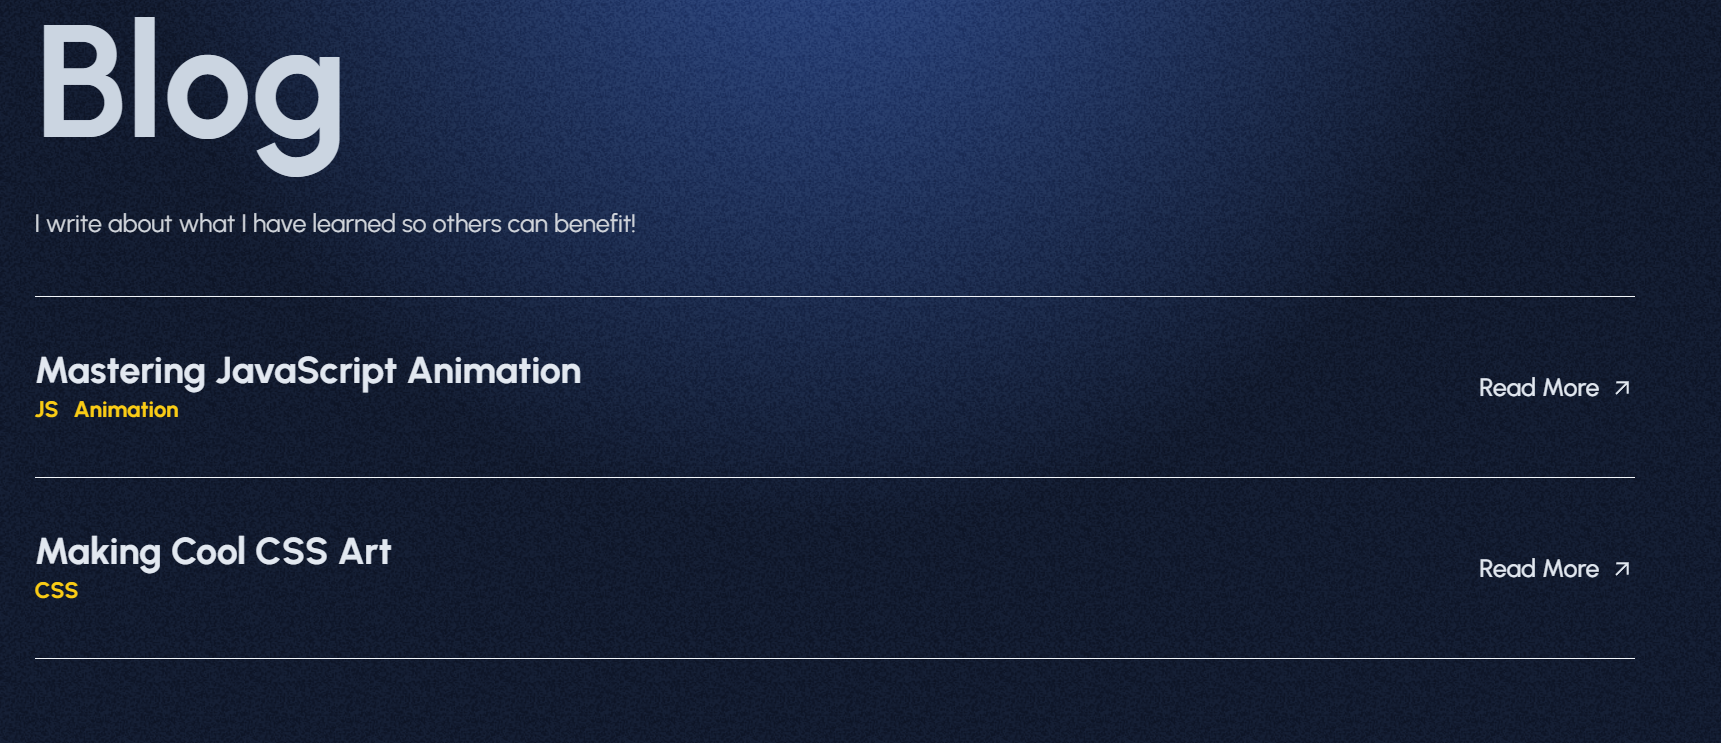 Blog
I write about what I have learned so others can benefit!
Mastering JavaScript Animation
JS Animation
Read More
Making Cool CSS Art
CSS
Read More